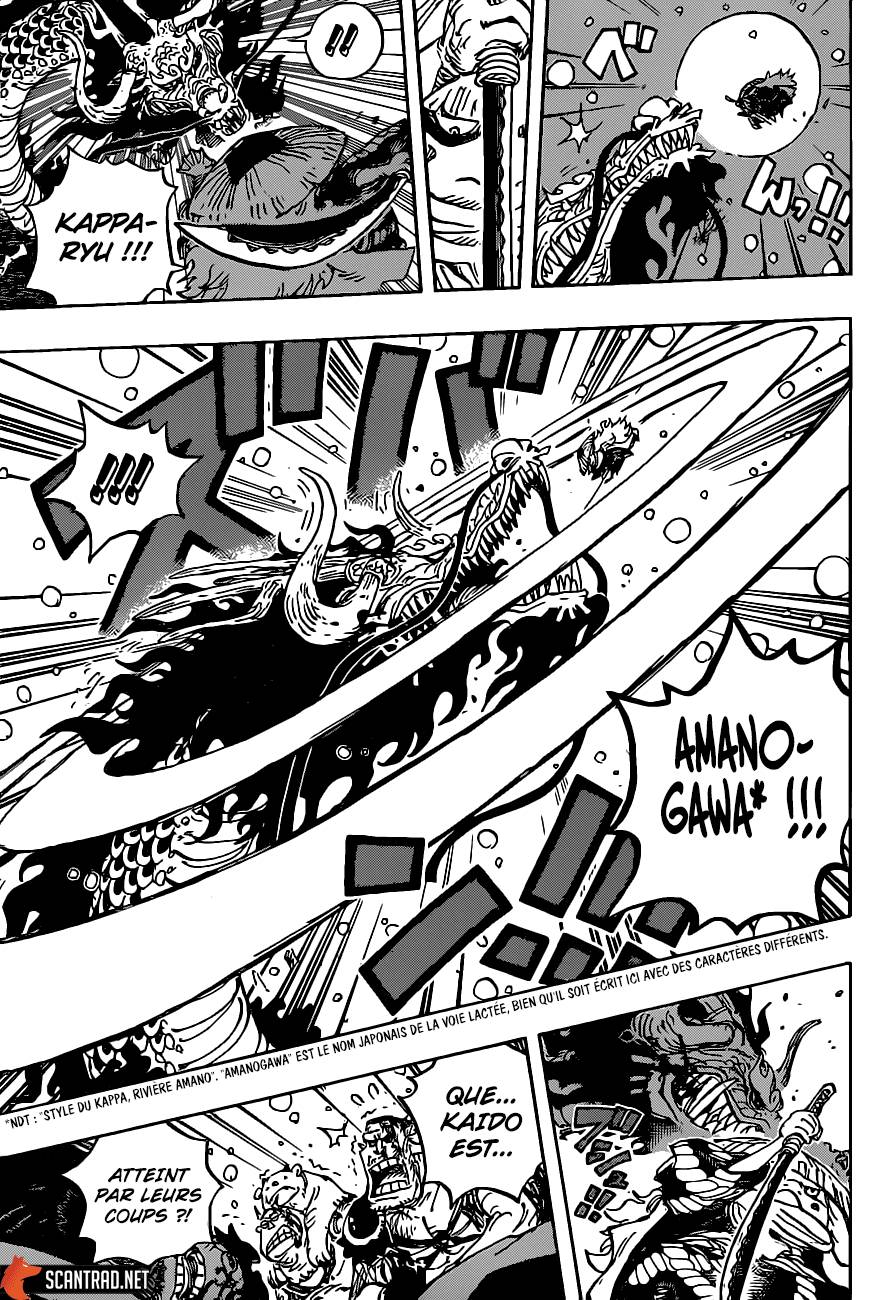 !!
KAPPA-
RYU !!!
!!!!
AMANO-
GAWA* !!!
*NDT : "STYLE DU KAPPA, RIVIÈRE AMANO". "AMANOGAWA" EST LE NOM JAPONAIS DE LA VOIE LACTÉE, BIEN QU'IL SOIT ÉCRIT ICI AVEC DES CARACTÈRES DIFFÉRENTS.
QUE...
KAIDO
EST...
ATTEINT
PAR LEURS
COUPS ?!
SCANTRAD.NET